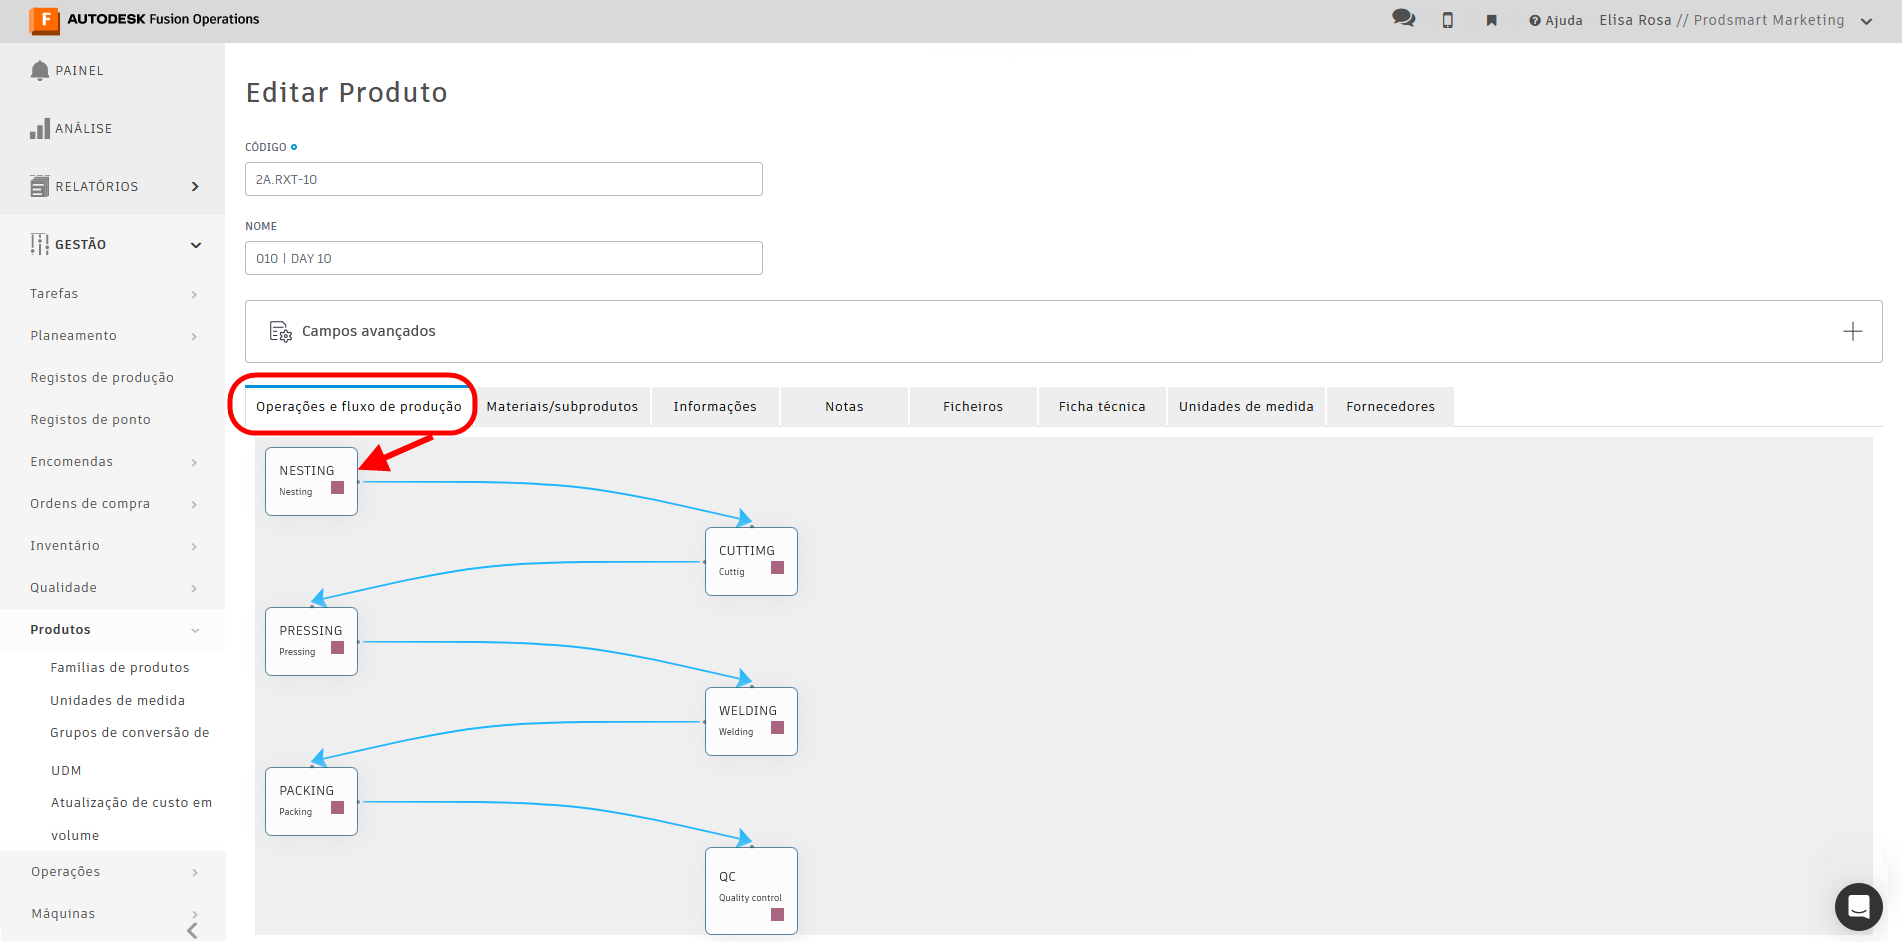 AUTODESK Fusion Operations
Ajuda Elisa Rosa // Prodsmart Marketing
PAINEL
ANÁLISE
RELATÓRIOS
GESTÃO
Tarefas
Planeamento
Registos de produção
Registos de ponto
Encomendas
Ordens de compra
Inventário
Qualidade
Produtos
Famílias de produtos
Unidades de medida
Grupos de conversão de
UDM
Atualização de custo em
volume
Operações
Máquinas
Editar Produto
CÓDIGO
2A.RXT-10
NOME
010 | DAY 10
Campos avançados
Operações e fluxo de produção Materiais/subprodutos Informações Notas Ficheiros Ficha técnica Unidades de medida Fornecedores
NESTING
Nesting
CUTTIMG
Cuttig
PRESSING
Pressing
WELDING
Welding
PACKING
Packing
QC
Quality control